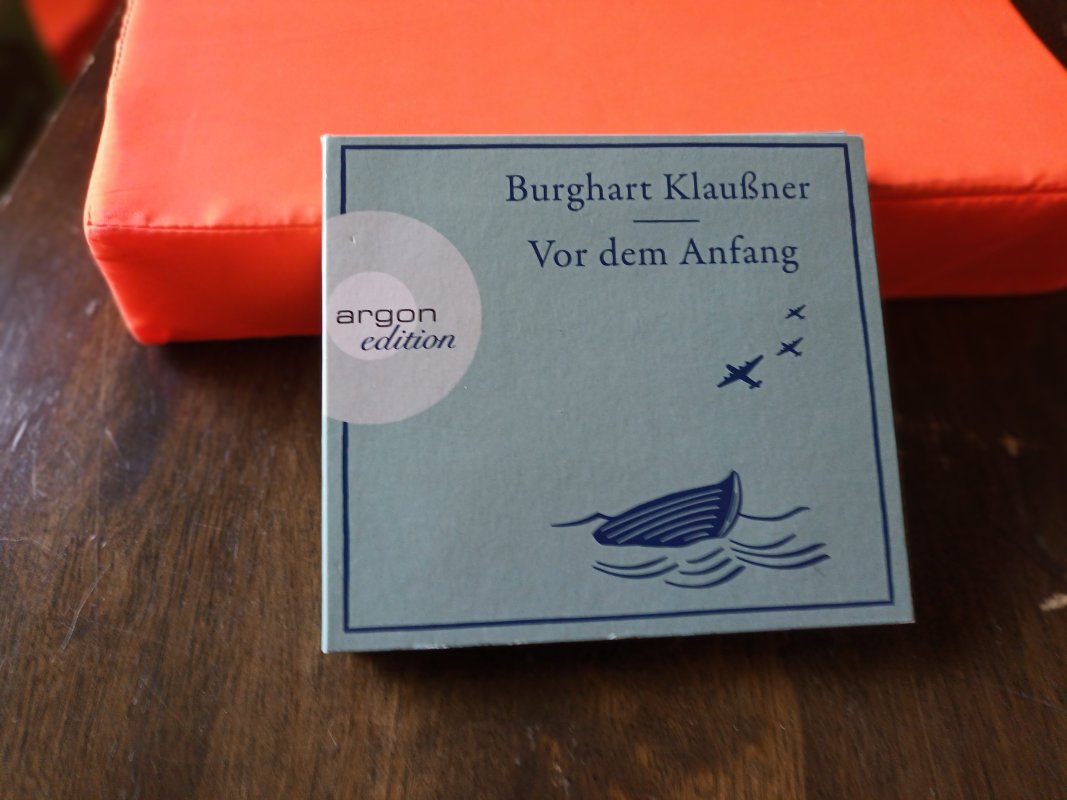 Burghart Klaußner
Vor dem Anfang
argon
edition